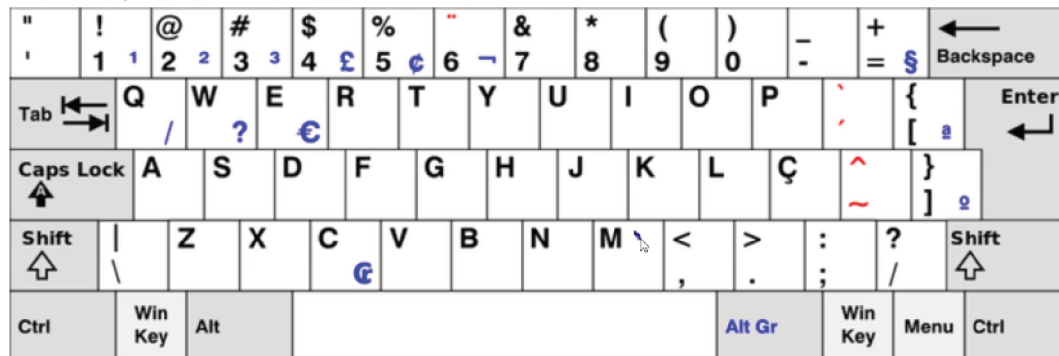 " ! @ # $ % ¨ & * ( ) _ +
' 1 ¹ 2 ² 3 ³ 4 £ 5 ¢ 6 ¬ 7 8 9 0 - = § Backspace
Tab Q / W ? E € R T Y U I O P ` ´ { [ ª Enter
Caps Lock A S D F G H J K L Ç ^ ~ } ] º
Shift | \ Z X C ₢ V B N M < , > . : ; ? / Shift
Ctrl Win Key Alt Alt Gr Win Key Menu Ctrl